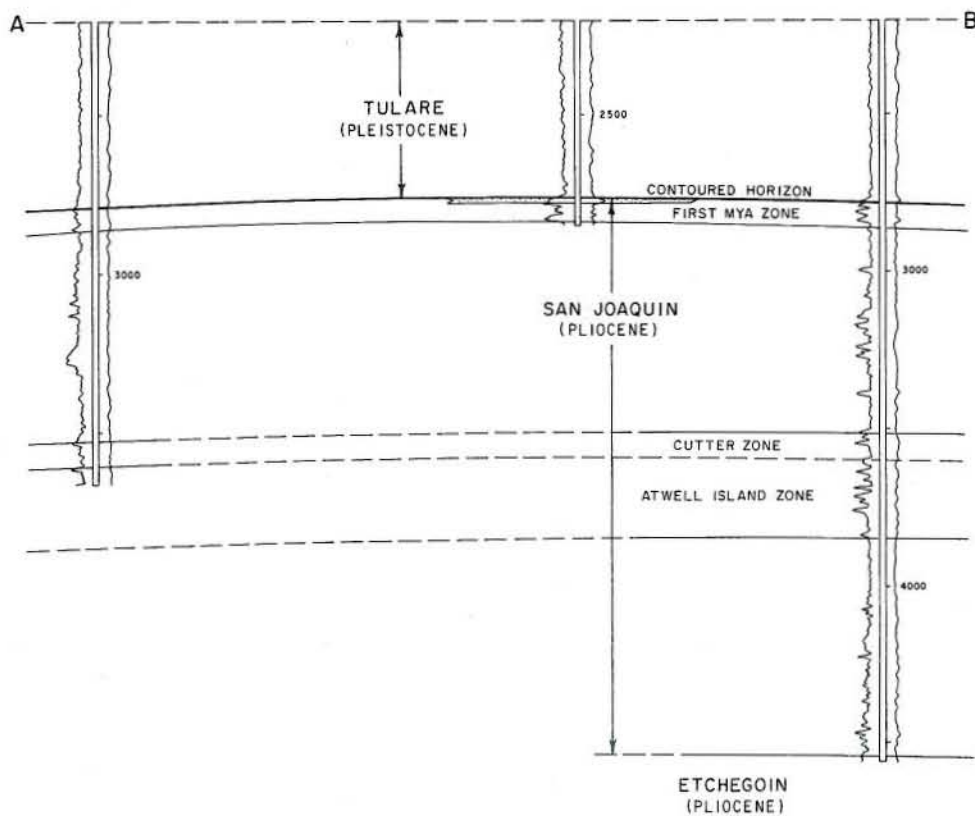 A
B
TULARE
(PLEISTOCENE)
2500
CONTOURED HORIZON
FIRST MYA ZONE
3000
3000
SAN JOAQUIN
(PLIOCENE)
CUTTER ZONE
ATWELL ISLAND ZONE
4000
ETCHEGOIN
(PLIOCENE)